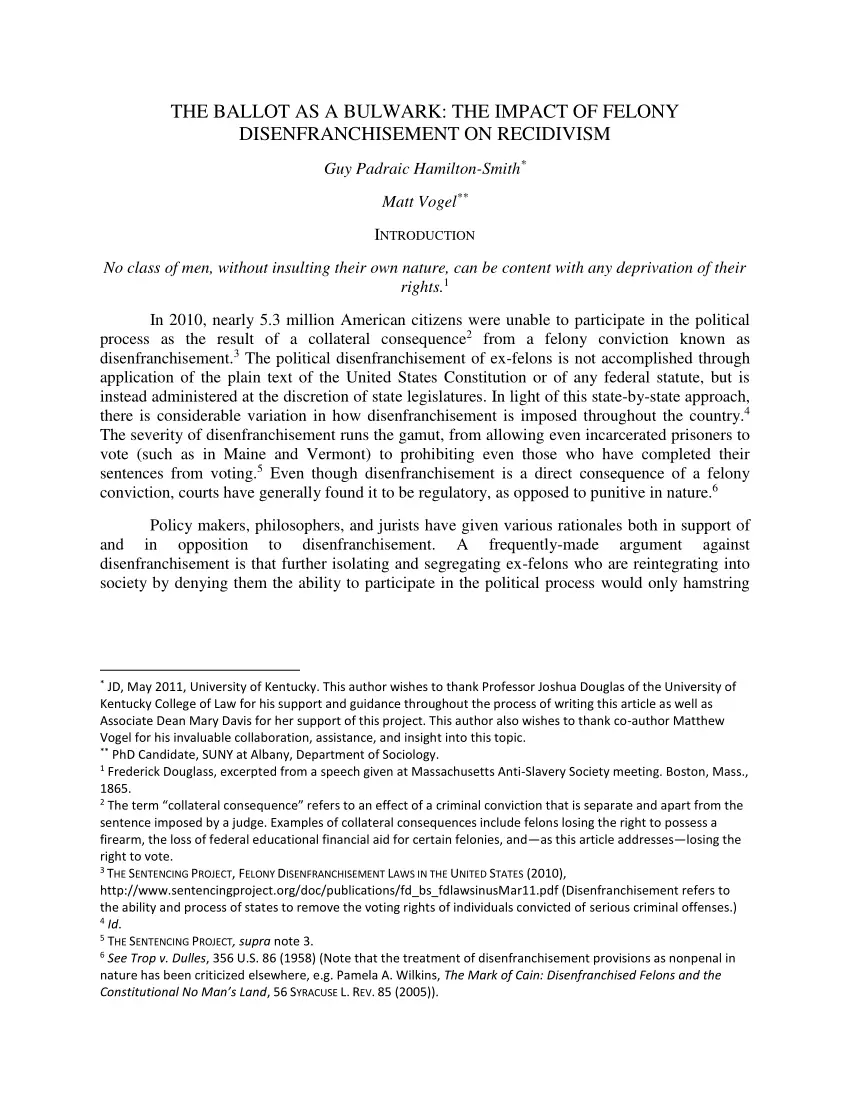 THE BALLOT AS A BULWARK: THE IMPACT OF FELONY
DISENFRANCHISEMENT ON RECIDIVISM
Guy Padraic Hamilton-Smith*
Matt Vogel**
INTRODUCTION
No class of men, without insulting their own nature, can be content with any deprivation of their
rights.1
In 2010, nearly 5.3 million American citizens were unable to participate in the political
process as the result of a collateral consequence2 from a felony conviction known as
disenfranchisement.3 The political disenfranchisement of ex-felons is not accomplished through
application of the plain text of the United States Constitution or of any federal statute, but is
instead administered at the discretion of state legislatures. In light of this state-by-state approach,
there is considerable variation in how disenfranchisement is imposed throughout the country.4
The severity of disenfranchisement runs the gamut, from allowing even incarcerated prisoners to
vote (such as in Maine and Vermont) to prohibiting even those who have completed their
sentences from voting.5 Even though disenfranchisement is a direct consequence of a felony
conviction, courts have generally found it to be regulatory, as opposed to punitive in nature.6
Policy makers, philosophers, and jurists have given various rationales both in support of
and in opposition to disenfranchisement. A frequently-made argument against
disenfranchisement is that further isolating and segregating ex-felons who are reintegrating into
society by denying them the ability to participate in the political process would only hamstring
* JD, May 2011, University of Kentucky. This author wishes to thank Professor Joshua Douglas of the University of
Kentucky College of Law for his support and guidance throughout the process of writing this article as well as
Associate Dean Mary Davis for her support of this project. This author also wishes to thank co-author Matthew
Vogel for his invaluable collaboration, assistance, and insight into this topic.
** PhD Candidate, SUNY at Albany, Department of Sociology.
1 Frederick Douglass, excerpted from a speech given at Massachusetts Anti-Slavery Society meeting. Boston, Mass.,
1865.
2 The term “collateral consequence” refers to an effect of a criminal conviction that is separate and apart from the
sentence imposed by a judge. Examples of collateral consequences include felons losing the right to possess a
firearm, the loss of federal educational financial aid for certain felonies, and—as this article addresses—losing the
right to vote.
3 THE SENTENCING PROJECT, FELONY DISENFRANCHISEMENT LAWS IN THE UNITED STATES (2010),
http://www.sentencingproject.org/doc/publications/fd_bs_fdlawsinusMar11.pdf (Disenfranchisement refers to
the ability and process of states to remove the voting rights of individuals convicted of serious criminal offenses.)
4 Id.
5 THE SENTENCING PROJECT, supra note 3.
6 See Trop v. Dulles, 356 U.S. 86 (1958) (Note that the treatment of disenfranchisement provisions as nonpenal in
nature has been criticized elsewhere, e.g. Pamela A. Wilkins, The Mark of Cain: Disenfranchised Felons and the
Constitutional No Man’s Land, 56 SYRACUSE L. REV. 85 (2005)).